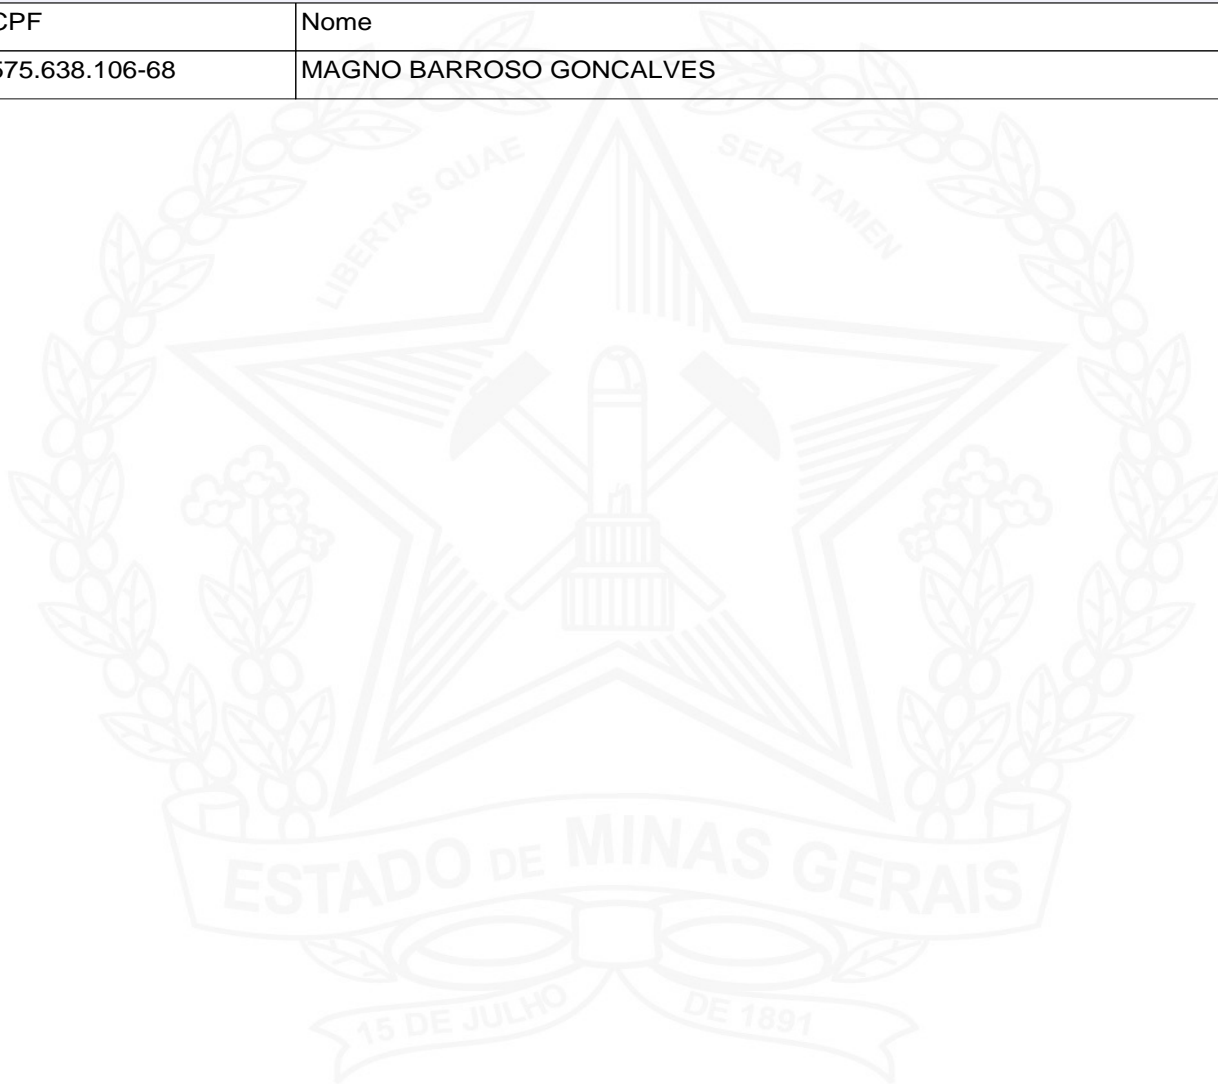 CPF Nome
575.638.106-68 MAGNO BARROSO GONCALVES
LIBERTAS QUAE SERA TAMEN
ESTADO DE MINAS GERAIS
15 DE JULHO DE 1891